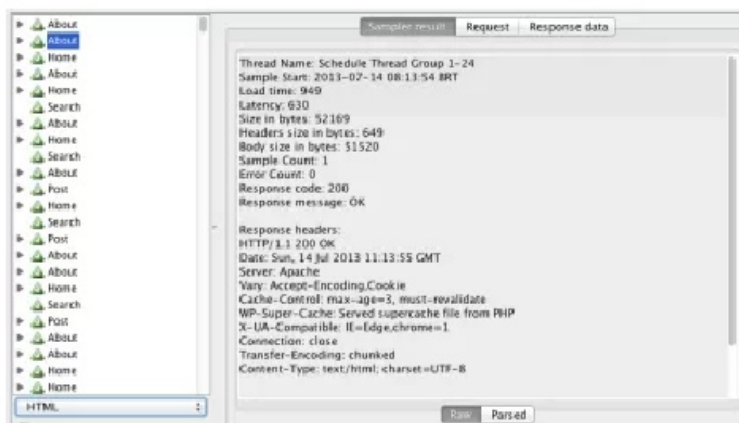 About
About
Home
About
Home
Search
About
Home
Search
About
Post
Home
Search
Post
About
About
Home
Search
Post
About
About
Home
Home
HTML
Sampler result Request Response data
Thread Name: Schedule Thread Group 1-24
Sample Start: 2013-07-14 08:13:54 BRT
Load time: 949
Latency: 630
Size in bytes: 52169
Headers size in bytes: 649
Body size in bytes: 51520
Sample Count: 1
Error Count: 0
Response code: 200
Response message: OK
Response headers:
HTTP/1.1 200 OK
Date: Sun, 14 Jul 2013 11:13:55 GMT
Server: Apache
Vary: Accept-Encoding,Cookie
Cache-Control: max-age=3, must-revalidate
WP-Super-Cache: Served supercache file from PHP
X-UA-Compatible: IE=Edge,chrome=1
Connection: close
Transfer-Encoding: chunked
Content-Type: text/html; charset=UTF-8
Raw Parsed